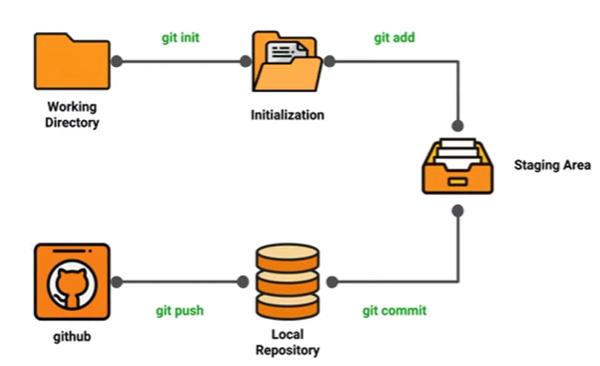 git init
git add
Working
Directory
Initialization
Staging Area
git push
git commit
github
Local
Repository